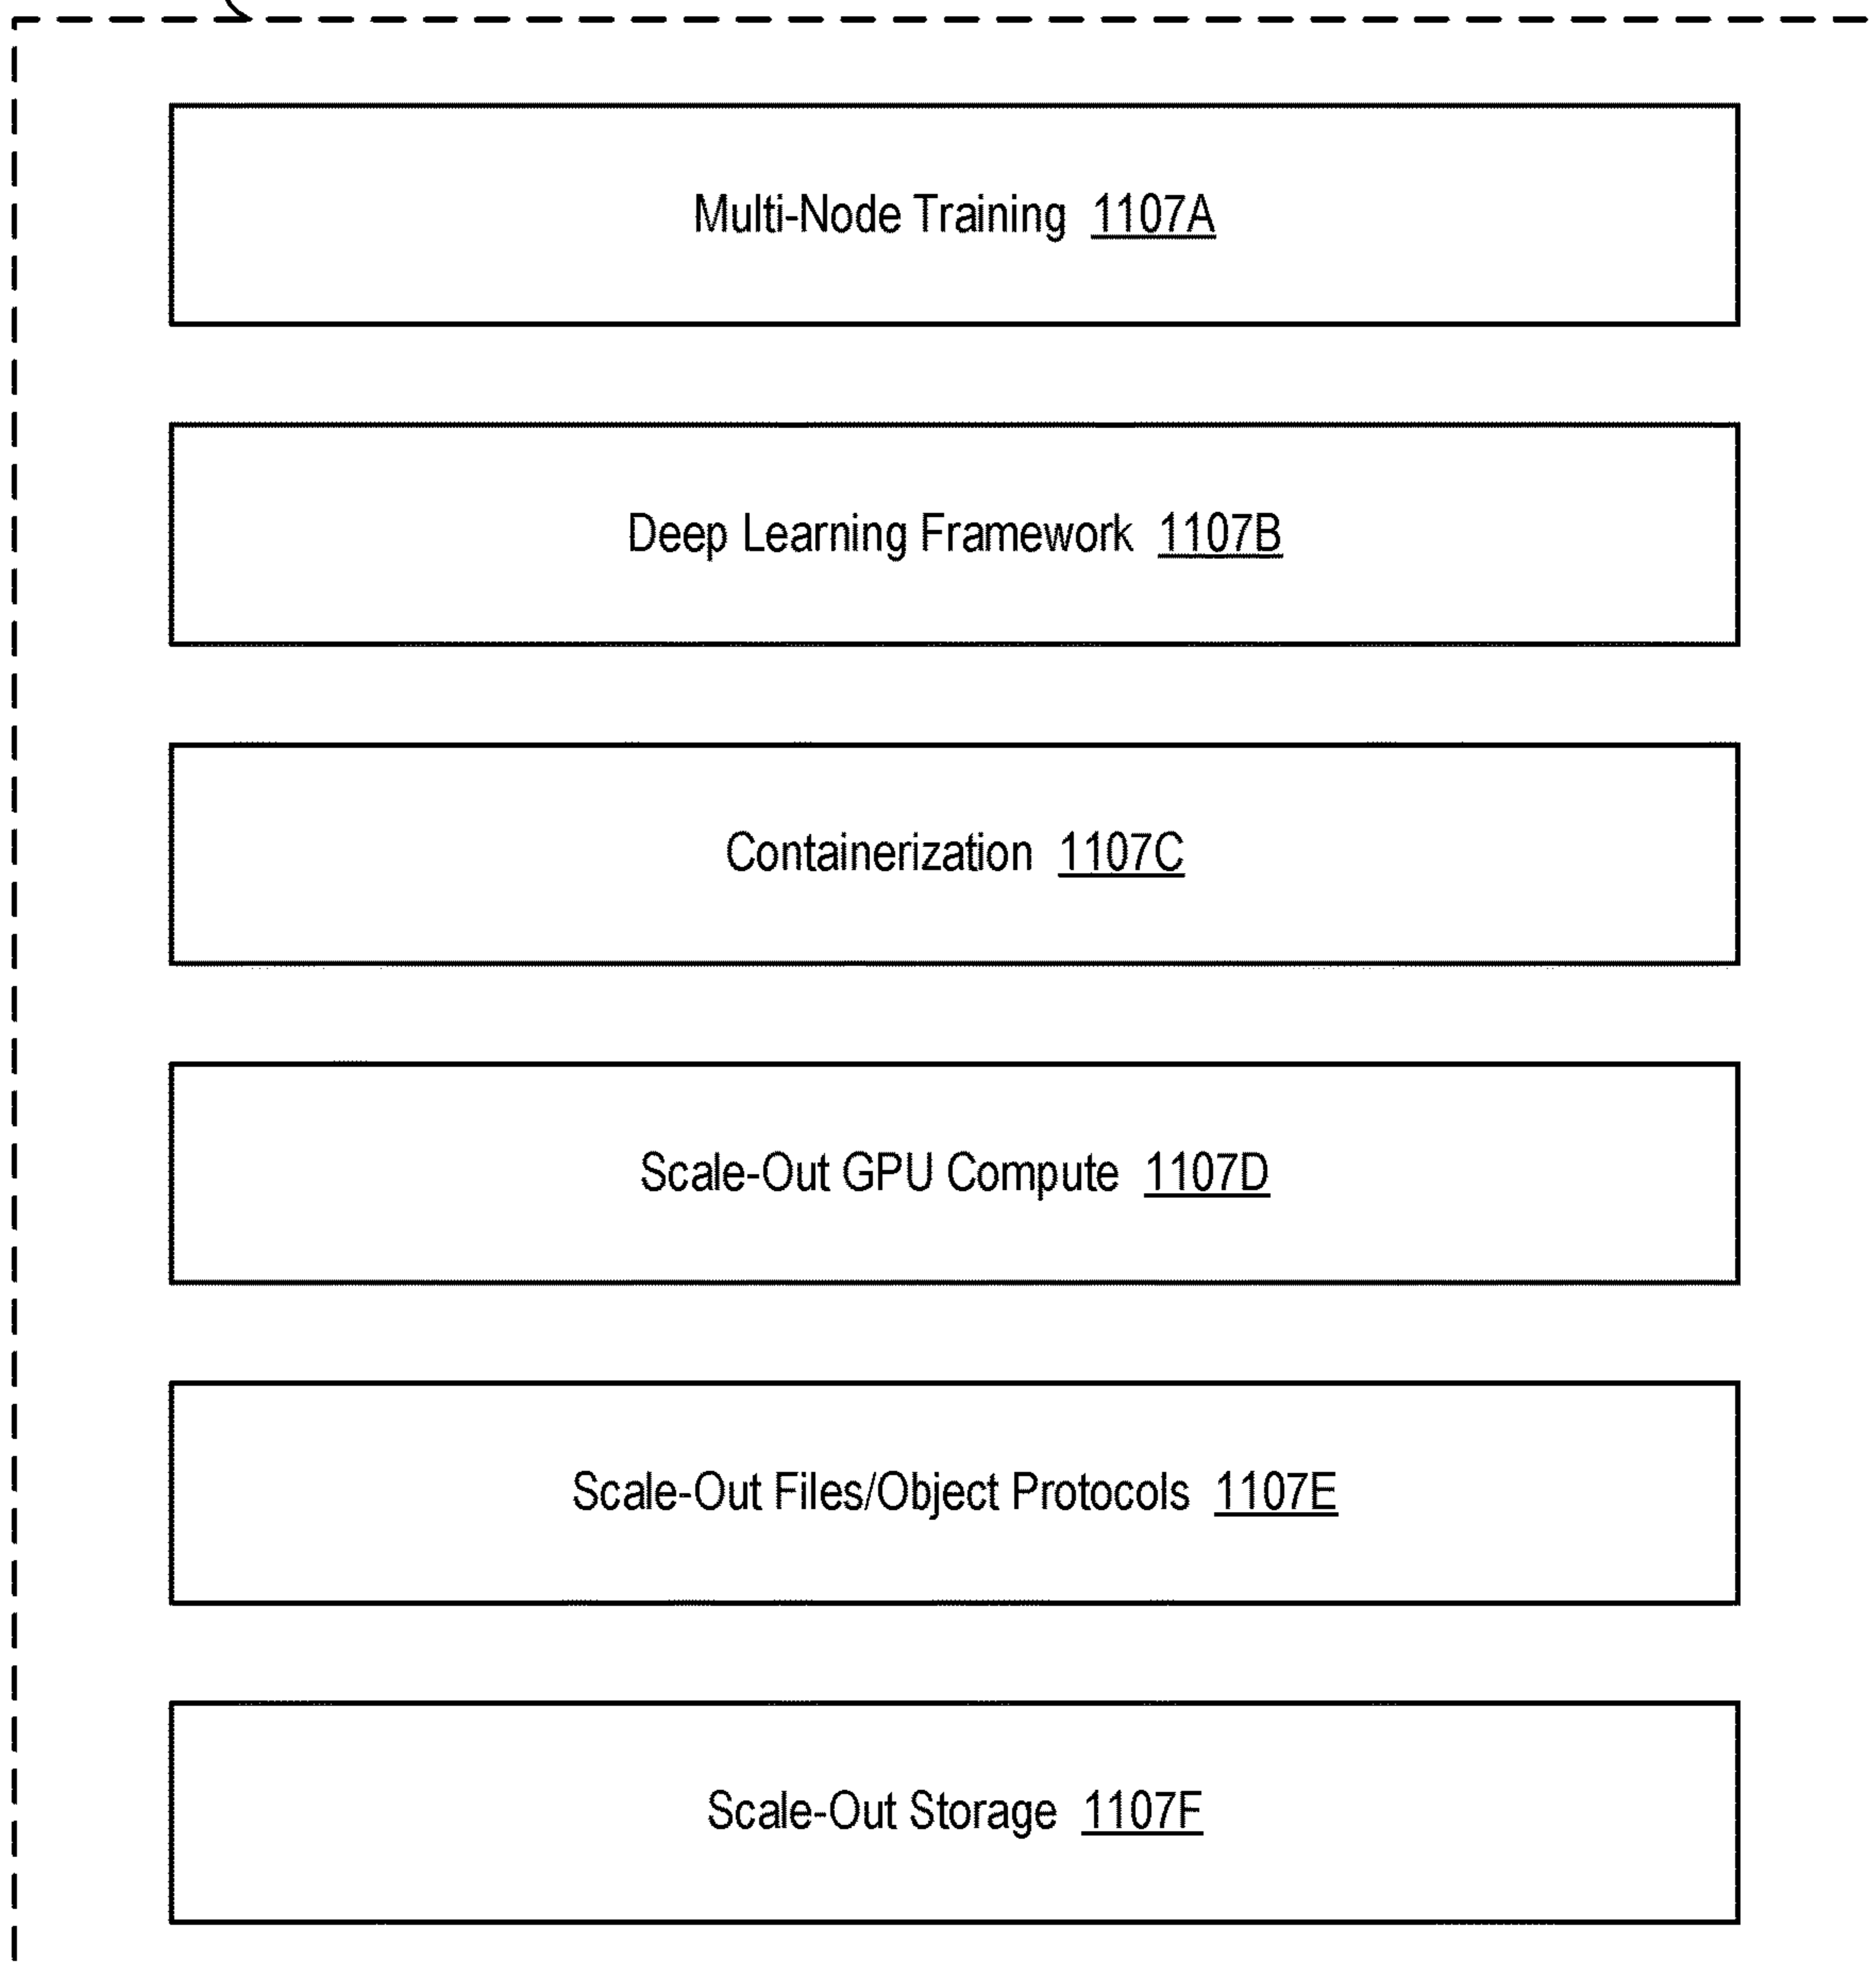 Multi-Node Training 1107A
Deep Learning Framework 1107B
Containerization 1107C
Scale-Out GPU Compute 1107D
Scale-Out Files/Object Protocols 1107E
Scale-Out Storage 1107F